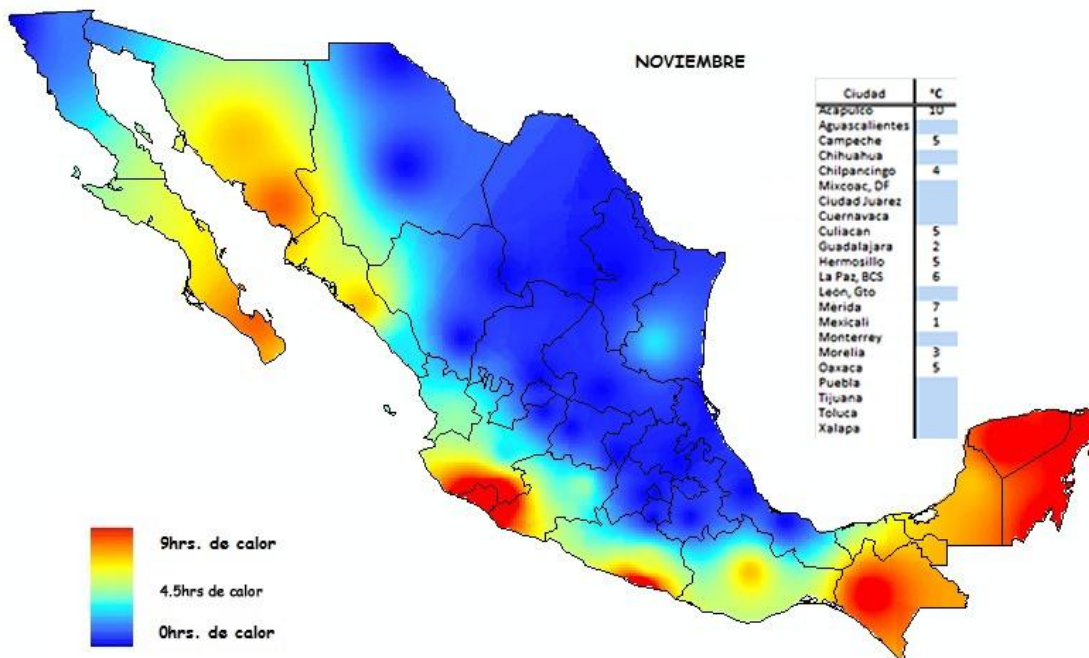 NOVIEMBRE
Ciudad °C
Acapulco 10
Aguascalientes
Campeche 5
Chihuahua
Chilpancingo 4
Mixcoac, DF
Ciudad Juarez
Cuernavaca
Culiacan 5
Guadalajara 2
Hermosillo 5
La Paz, BCS 6
León, Gto
Merida 7
Mexicali 1
Monterrey
Morelia 3
Oaxaca 5
Puebla
Tijuana
Toluca
Xalapa
9hrs. de calor
4.5hrs de calor
0hrs. de calor